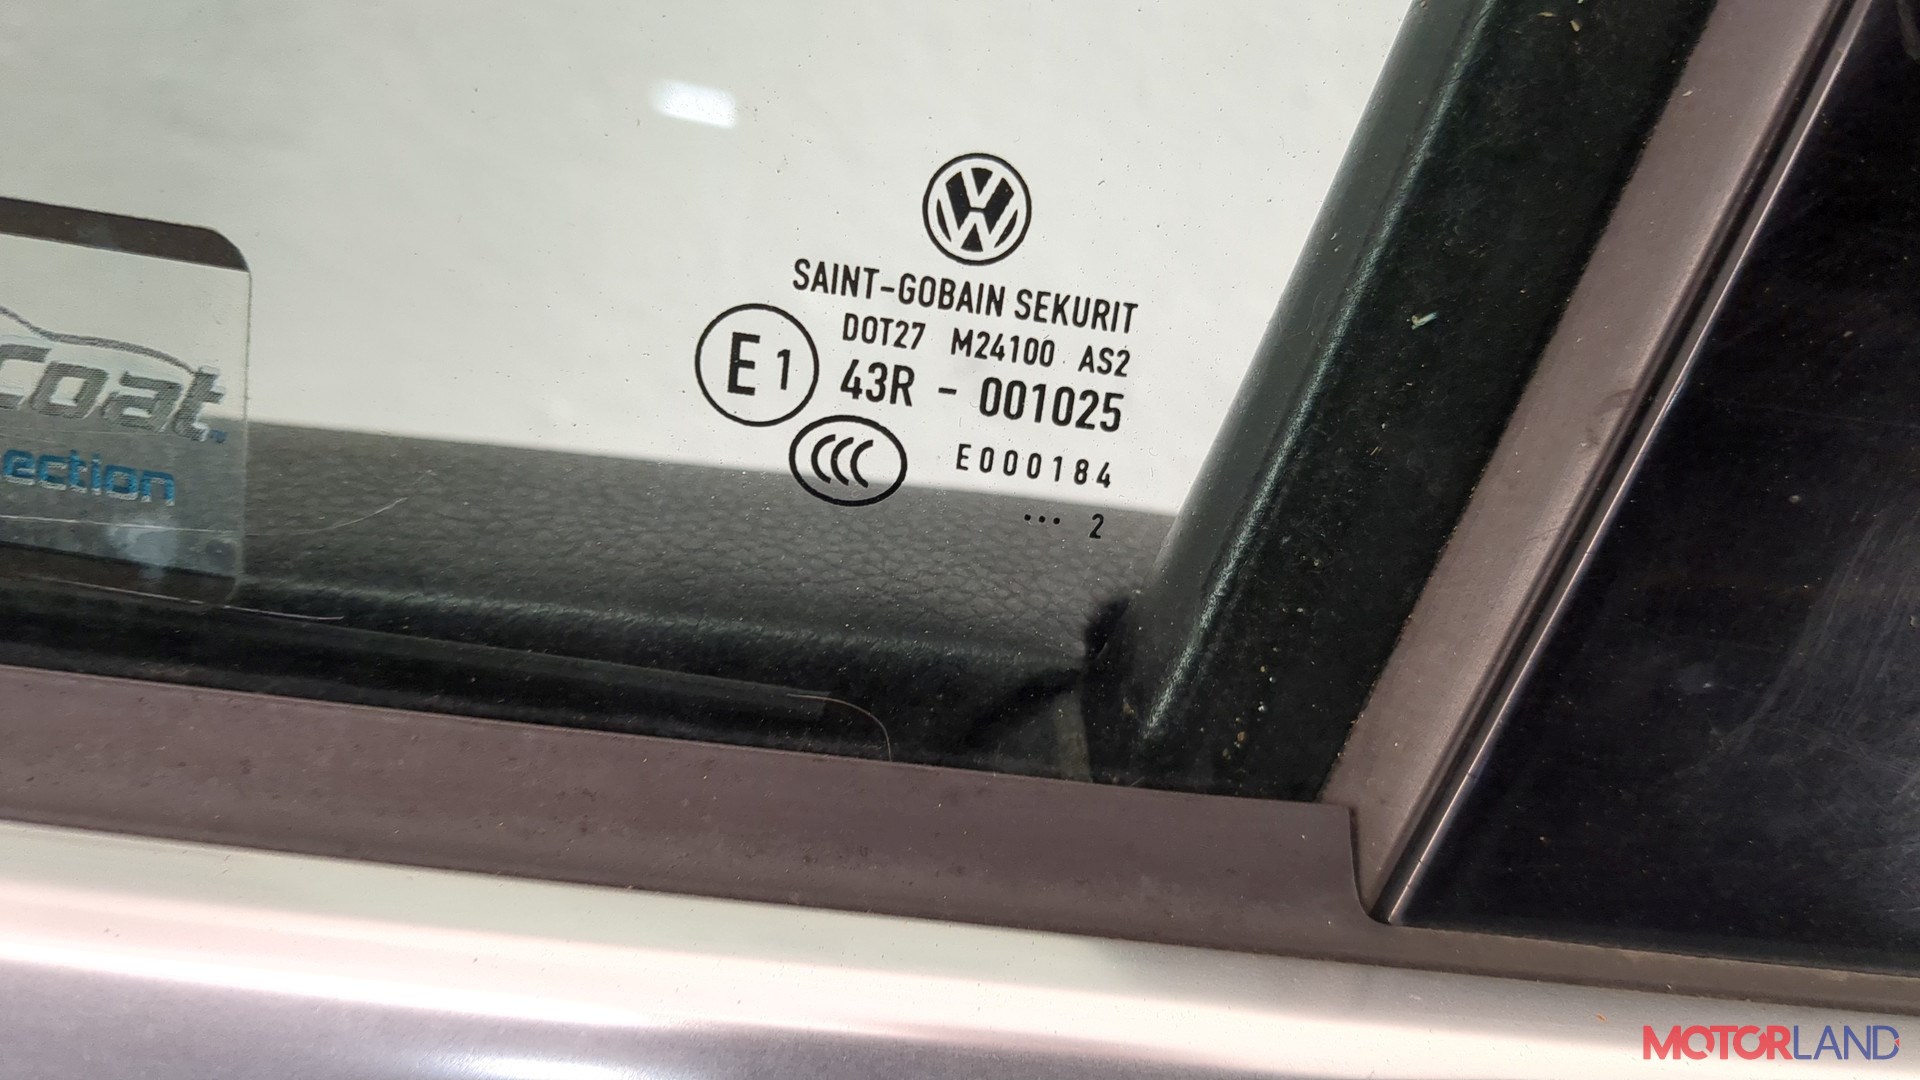 SAINT-GOBAIN SEKURIT
DOT27 M24100 AS2
E1 43R - 001025
CCC E000184
... 2
coat
ection
MOTORLAND